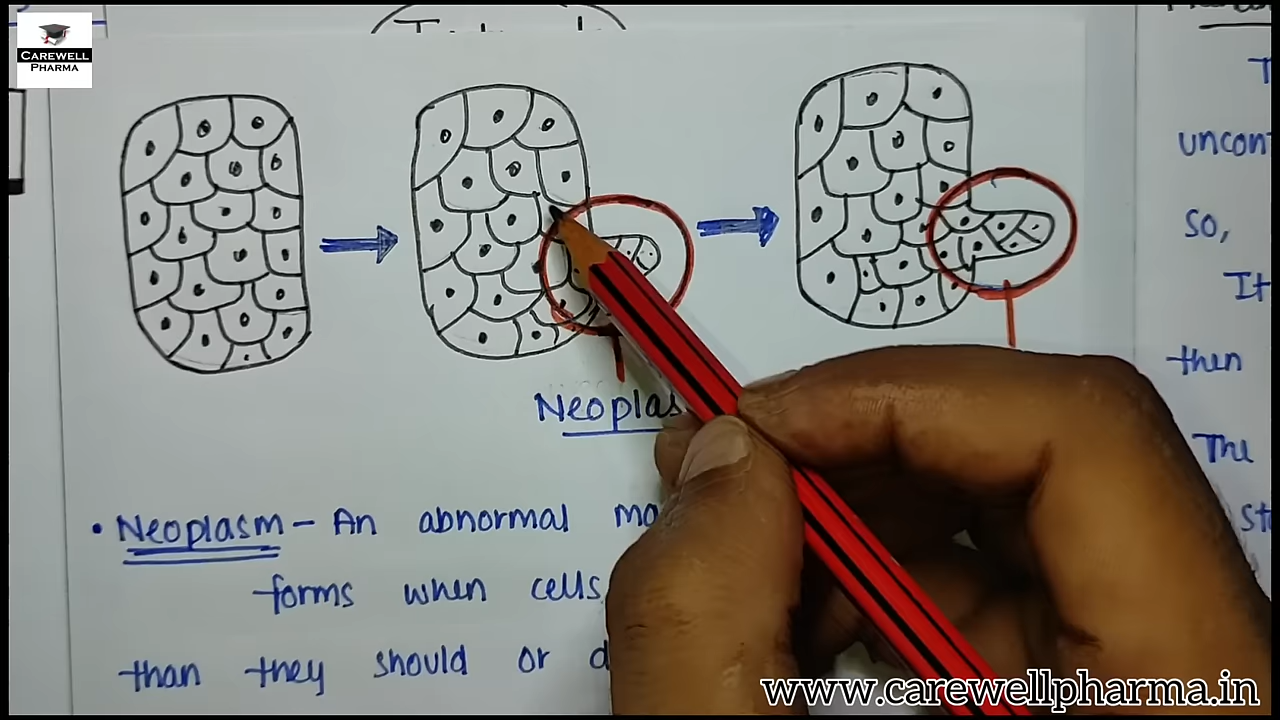 CAREWELL
PHARMA
uncon
so,
It
then
The
st
Neoplas
• Neoplasm - An abnormal ma
forms when cells
than they should or d
www.carewellpharma.in